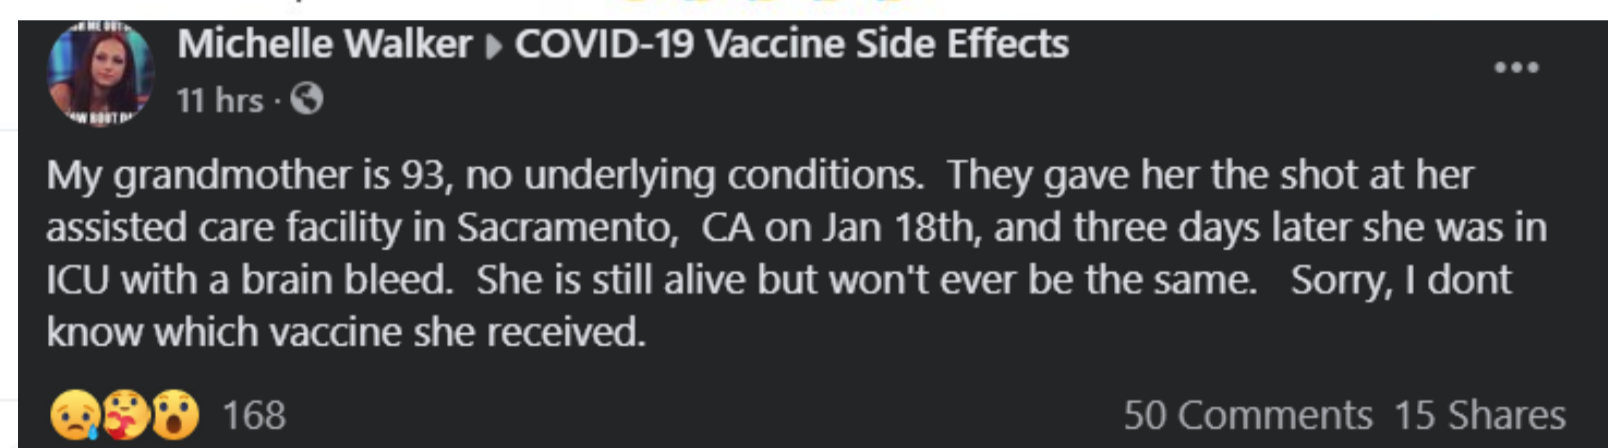 Michelle Walker ▸ COVID-19 Vaccine Side Effects
11 hrs ·
My grandmother is 93, no underlying conditions. They gave her the shot at her
assisted care facility in Sacramento, CA on Jan 18th, and three days later she was in
ICU with a brain bleed. She is still alive but won't ever be the same. Sorry, I dont
know which vaccine she received.
168
50 Comments 15 Shares